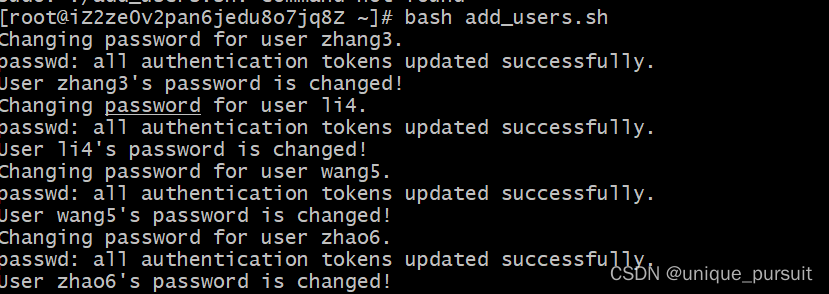 [root@iZ2ze0v2pan6jedu8o7jq8Z ~]# bash add_users.sh
Changing password for user zhang3.
passwd: all authentication tokens updated successfully.
User zhang3's password is changed!
Changing password for user li4.
passwd: all authentication tokens updated successfully.
User li4's password is changed!
Changing password for user wang5.
passwd: all authentication tokens updated successfully.
User wang5's password is changed!
Changing password for user zhao6.
passwd: all authentication tokens updated successfully.
User zhao6's password is changed!
CSDN @unique_pursuit